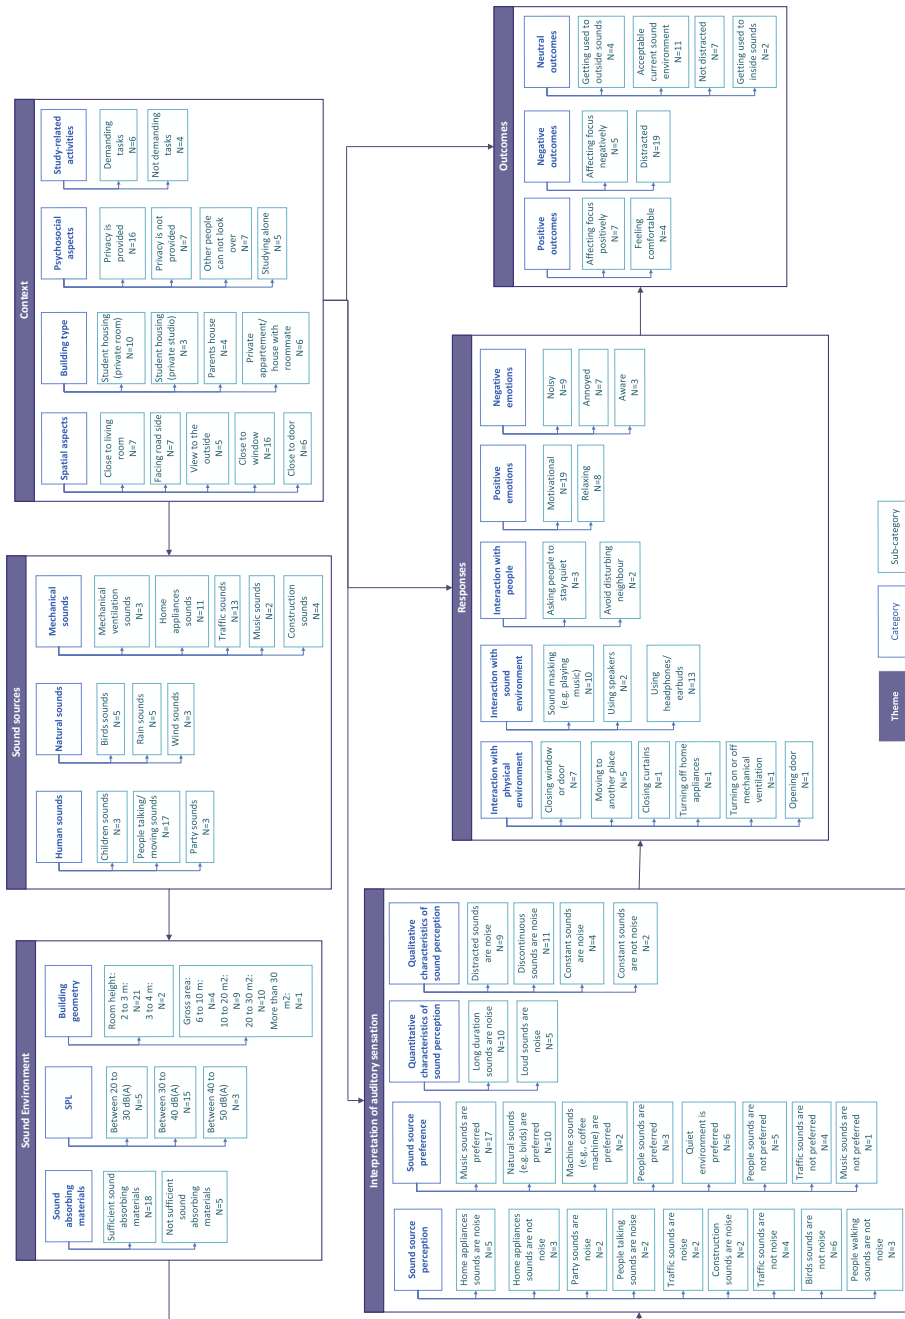 Sound Environment
Sound
absorbing
materials
Sufficient sound
absorbing
materials
N=18
Not sufficient
sound
absorbing
materials
N=5
SPL
Between 20 to
30 dB(A)
N=5
Between 30 to
40 dB(A)
N=15
Between 40 to
50 dB(A)
N=3
Building
geometry
Room height:
2 to 3 m:
N=21
3 to 4 m:
N=2
Gross area:
6 to 10 m:
N=4
10 to 20 m2:
N=9
20 to 30 m2:
N=10
More than 30
m2:
N=1
Sound sources
Human sounds
Children sounds
N=3
People talking/
moving sounds
N=17
Party sounds
N=3
Natural sounds
Birds sounds
N=5
Rain sounds
N=5
Wind sounds
N=3
Mechanical
sounds
Mechanical
ventilation
sounds
N=3
Home
appliances
sounds
N=11
Traffic sounds
N=13
Music sounds
N=2
Construction
sounds
N=4
Context
Spatial aspects
Close to living
room
N=7
Facing road side
N=7
View to the
outside
N=5
Close to
window
N=16
Close to door
N=6
Building type
Student housing
(private room)
N=10
Student housing
(private studio)
N=3
Parents house
N=4
Private
appartement/
house with
roommate
N=6
Psychosocial
aspects
Privacy is
provided
N=16
Privacy is not
provided
N=7
Other people
can not look
over
N=7
Studying alone
N=5
Study-related
activities
Demanding
tasks
N=6
Not demanding
tasks
N=4
Interpretation of auditory sensation
Sound source
perception
Home appliances
sounds are noise
N=5
Home appliances
sounds are not
noise
N=3
Party sounds are
noise
N=2
People talking
sounds are noise
N=2
Traffic sounds are
noise
N=2
Construction
sounds are noise
N=2
Traffic sounds are
not noise
N=4
Birds sounds are
not noise
N=6
People walking
sounds are not
noise
N=3
Sound source
preference
Music sounds are
preferred
N=17
Natural sounds
(e.g. birds) are
preferred
N=10
Machine sounds
(e.g., coffee
machine) are
preferred
N=2
People sounds are
preferred
N=3
Quiet
environment is
preferred
N=6
People sounds are
not preferred
N=5
Traffic sounds are
not preferred
N=4
Music sounds are
not preferred
N=1
Quantitative
characteristics of
sound perception
Long duration
sounds are noise
N=10
Loud sounds are
noise
N=5
Qualitative
characteristics of
sound perception
Distracted sounds
are noise
N=9
Discontinuous
sounds are noise
N=11
Constant sounds
are noise
N=4
Constant sounds
are not noise
N=2
Responses
Interaction with
physical
environment
Closing window
or door
N=7
Moving to
another place
N=5
Closing curtains
N=1
Turning off home
appliances
N=1
Turning on or off
mechanical
ventilation
N=1
Opening door
N=1
Interaction with
sound
environment
Sound masking
(e.g. playing
music)
N=10
Using speakers
N=2
Using
headphones/
earbuds
N=13
Interaction with
people
Asking people to
stay quiet
N=3
Avoid disturbing
neighbour
N=2
Positive
emotions
Motivational
N=19
Relaxing
N=8
Negative
emotions
Noisy
N=9
Annoyed
N=7
Aware
N=3
Outcomes
Positive
outcomes
Affecting focus
positively
N=7
Feeling
comfortable
N=4
Negative
outcomes
Affecting focus
negatively
N=5
Distracted
N=19
Neutral
outcomes
Getting used to
outside sounds
N=4
Acceptable
current sound
environment
N=11
Not distracted
N=7
Getting used to
inside sounds
N=2
Theme
Category
Sub-category